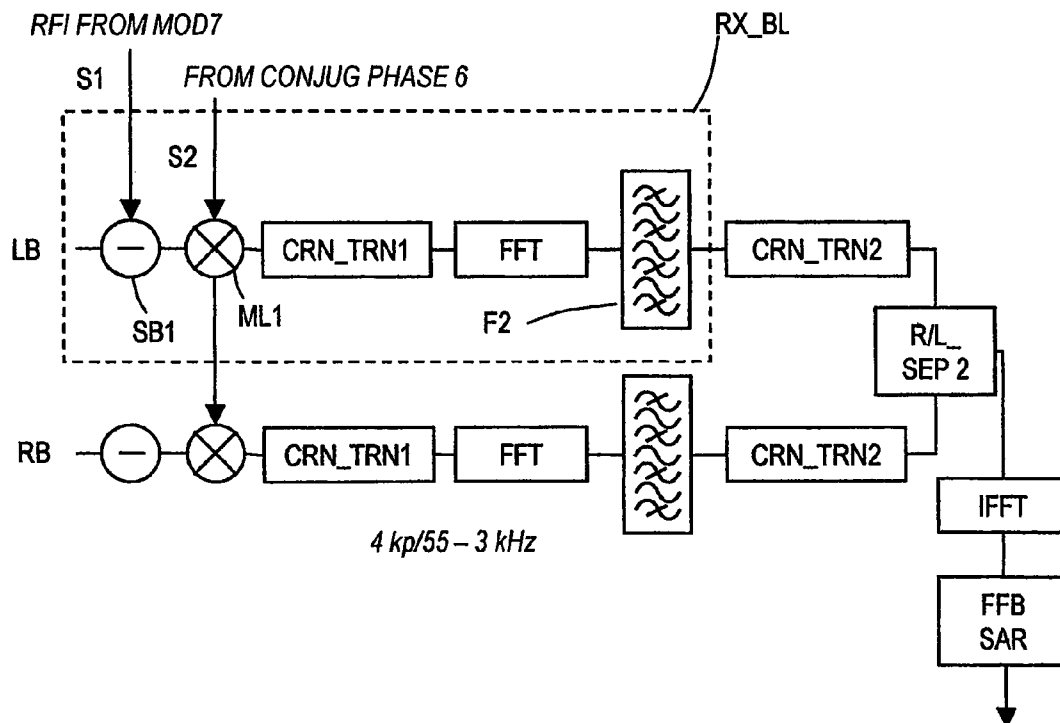 RFI FROM MOD7
RX_BL
S1
FROM CONJUG PHASE 6
S2
LB
CRN_TRN1
FFT
CRN_TRN2
SB1
ML1
F2
R/L_
SEP 2
RB
CRN_TRN1
FFT
CRN_TRN2
4 kp/55 – 3 kHz
IFFT
FFB
SAR